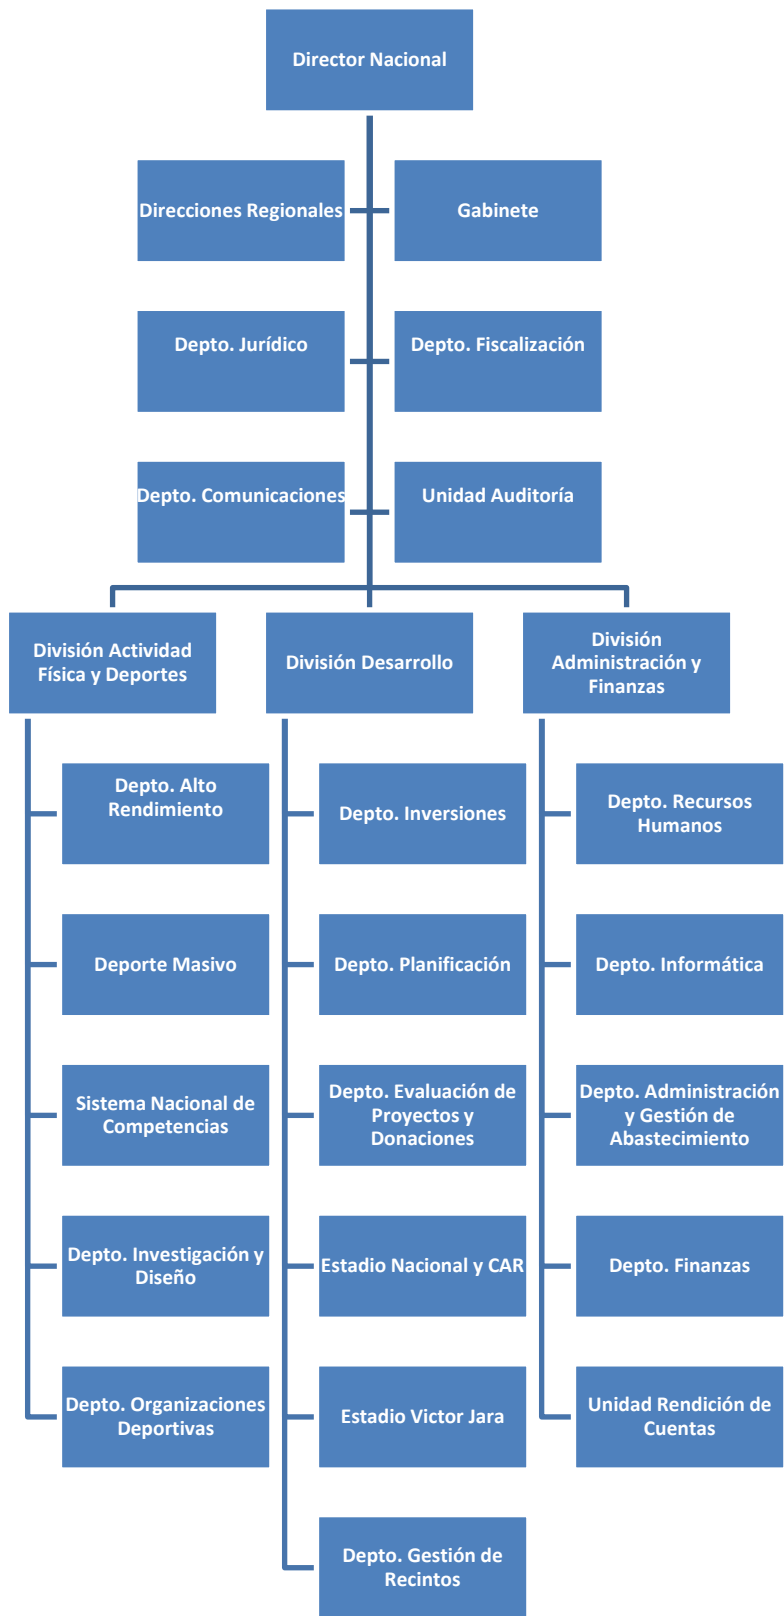 Director Nacional
Direcciones Regionales
Gabinete
Depto. Jurídico
Depto. Fiscalización
Depto. Comunicaciones
Unidad Auditoría
División Actividad
Física y Deportes
División Desarrollo
División
Administración y
Finanzas
Depto. Alto
Rendimiento
Deporte Masivo
Sistema Nacional de
Competencias
Depto. Investigación y
Diseño
Depto. Organizaciones
Deportivas
Depto. Inversiones
Depto. Planificación
Depto. Evaluación de
Proyectos y
Donaciones
Estadio Nacional y CAR
Estadio Victor Jara
Depto. Gestión de
Recintos
Depto. Recursos
Humanos
Depto. Informática
Depto. Administración
y Gestión de
Abastecimiento
Depto. Finanzas
Unidad Rendición de
Cuentas